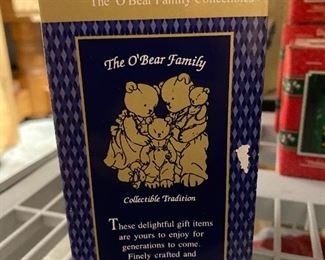 The O'Bear Family Collectibles
The O'Bear Family
Collectible Tradition
These delightful gift items
are yours to enjoy for
generations to come.
Finely crafted and